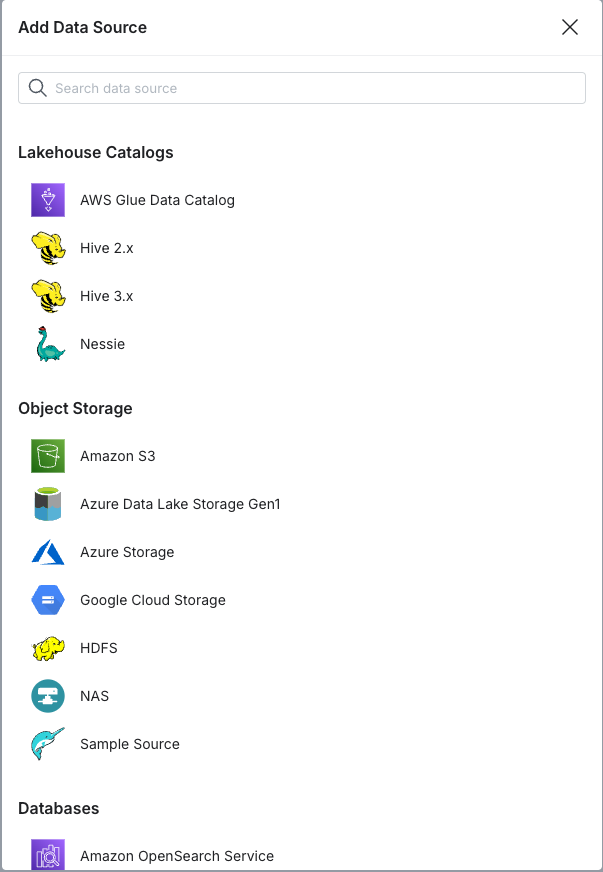 Add Data Source
Search data source
Lakehouse Catalogs
AWS Glue Data Catalog
Hive 2.x
Hive 3.x
Nessie
Object Storage
Amazon S3
Azure Data Lake Storage Gen1
Azure Storage
Google Cloud Storage
HDFS
NAS
Sample Source
Databases
Amazon OpenSearch Service